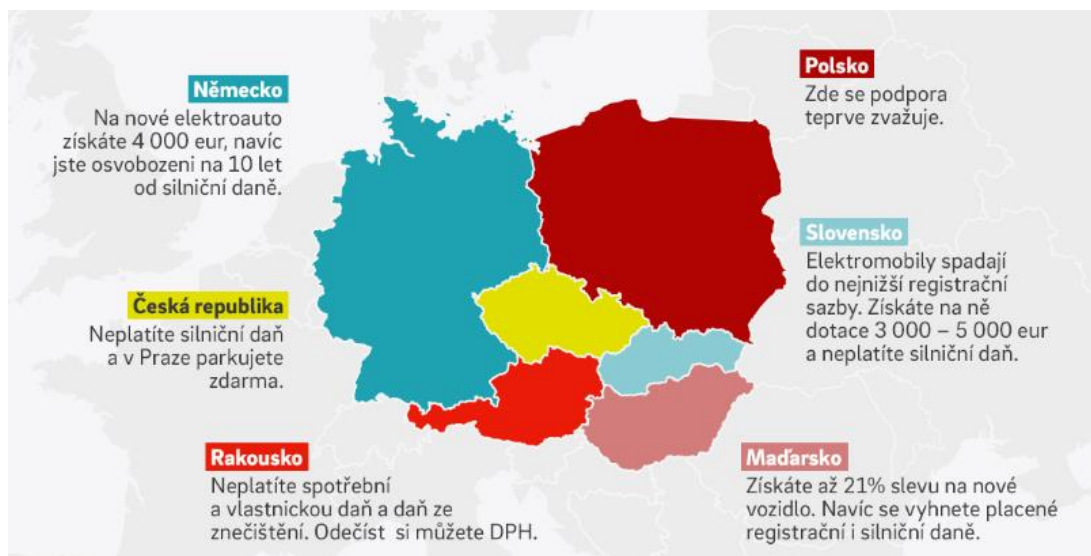 Německo
Na nové elektroauto
získáte 4 000 eur, navíc
jste osvobozeni na 10 let
od silniční daně.
Polsko
Zde se podpora
teprve zvažuje.
Česká republika
Neplatíte silniční daň
a v Praze parkujete
zdarma.
Slovensko
Elektromobily spadají
do nejnižší registrační
sazby. Získáte na ně
dotace 3 000 – 5 000 eur
a neplatíte silniční daň.
Rakousko
Neplatíte spotřební
a vlastnickou daň a daň ze
znečištění. Odečíst si můžete DPH.
Maďarsko
Získáte až 21% slevu na nové
vozidlo. Navíc se vyhnete placené
registrační i silniční daně.